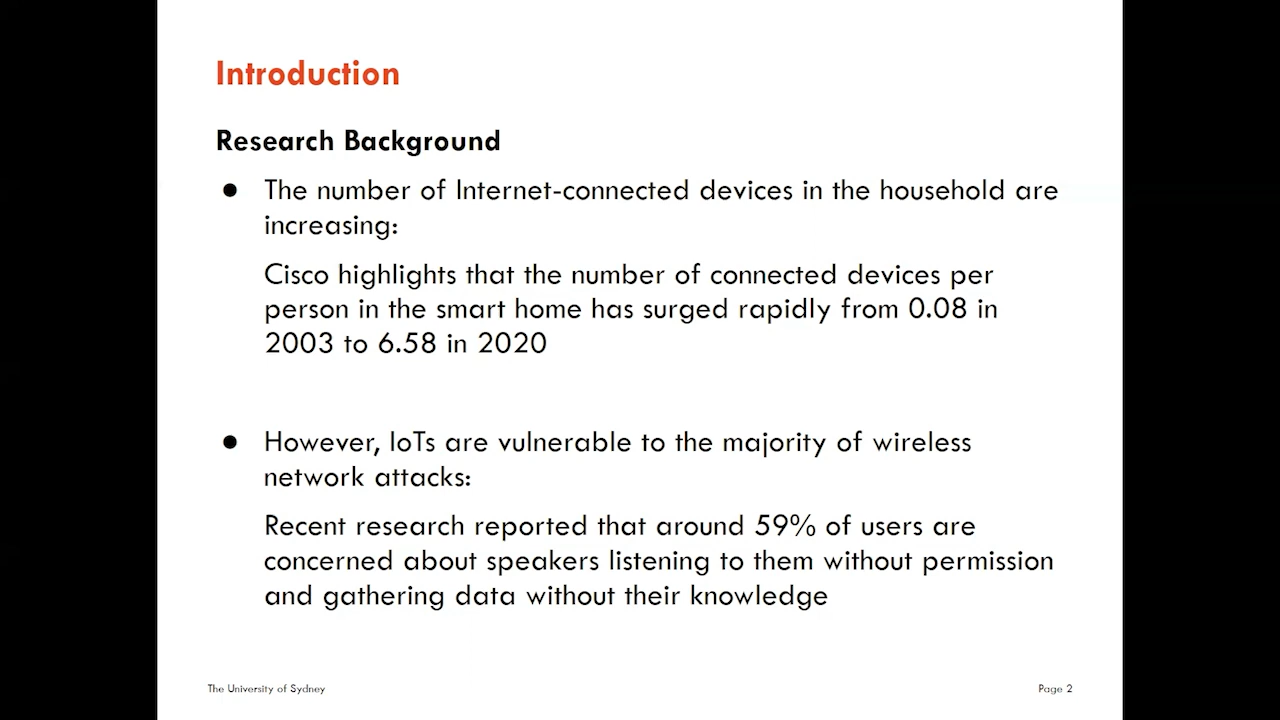 Introduction
Research Background
● The number of Internet-connected devices in the household are
increasing:
Cisco highlights that the number of connected devices per
person in the smart home has surged rapidly from 0.08 in
2003 to 6.58 in 2020
● However, IoTs are vulnerable to the majority of wireless
network attacks:
Recent research reported that around 59% of users are
concerned about speakers listening to them without permission
and gathering data without their knowledge
The University of Sydney
Page 2